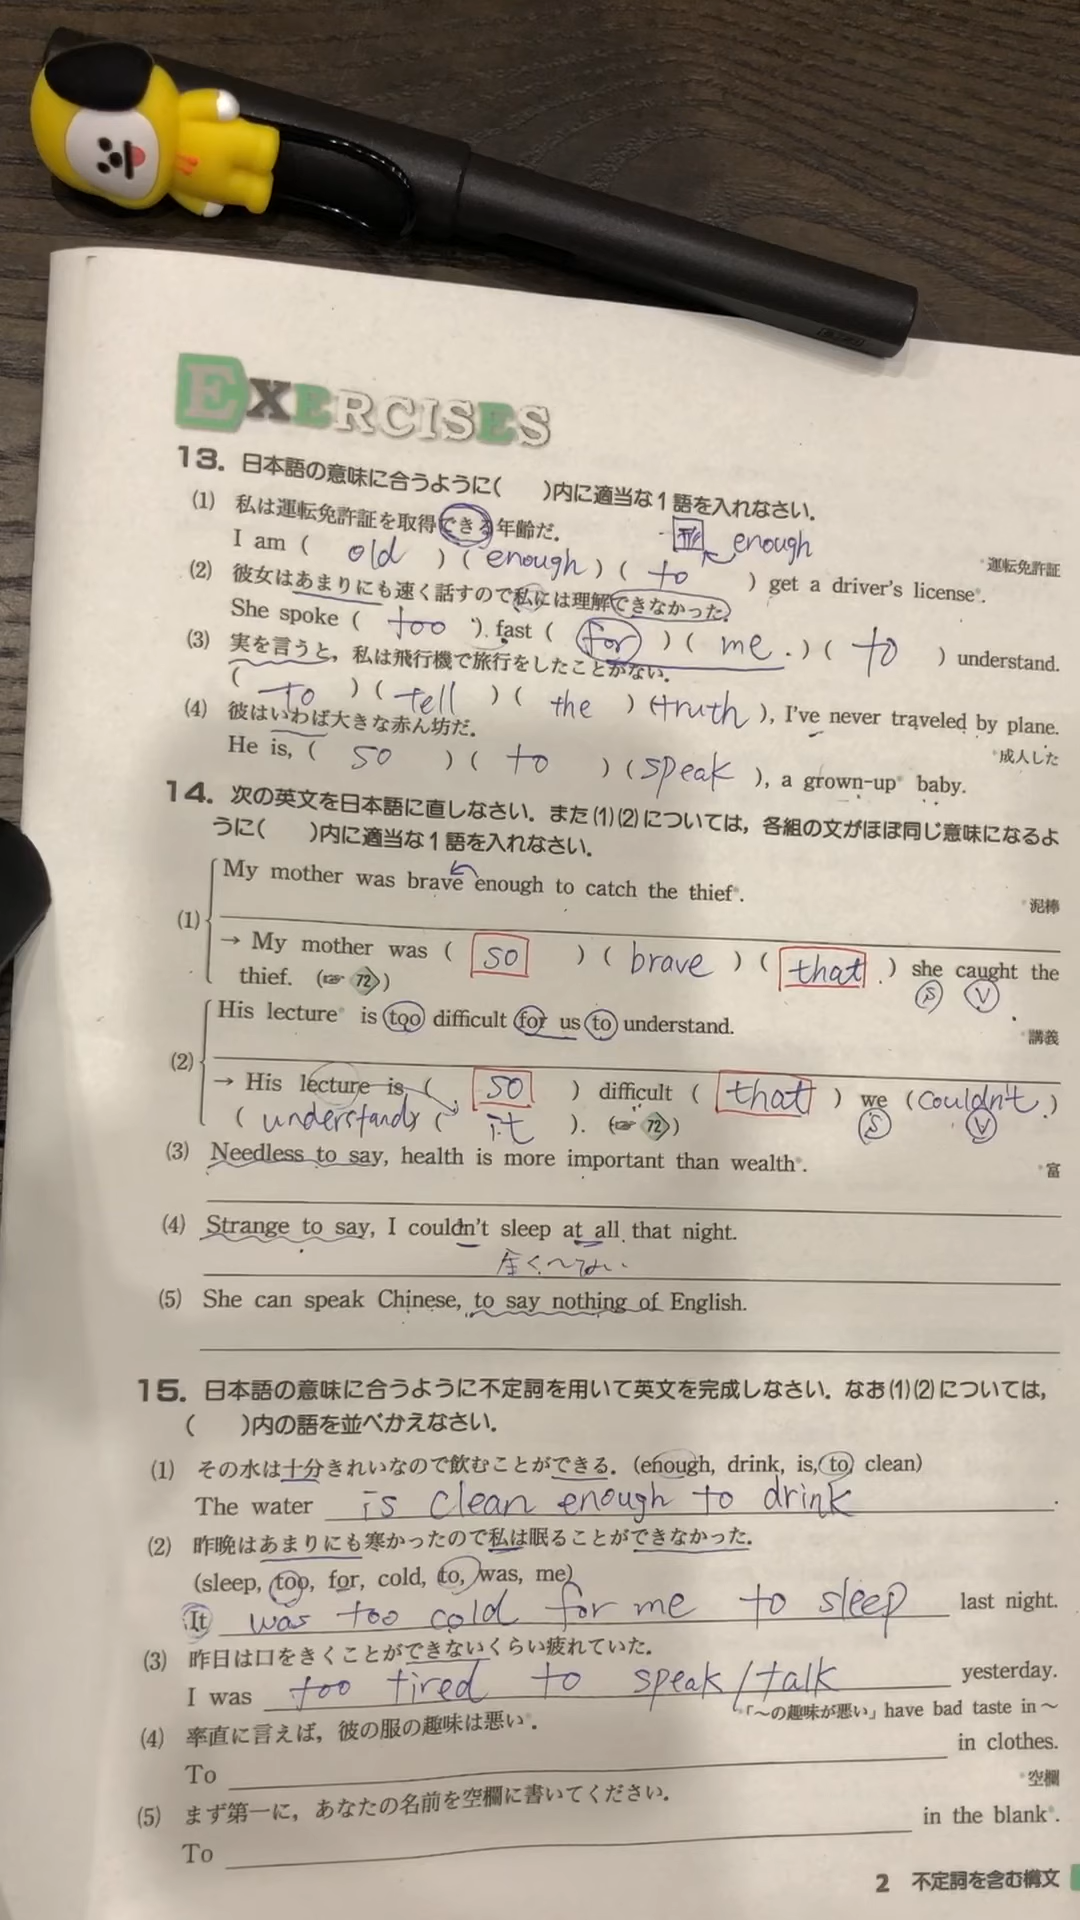 EXERCISES
13. 日本語の意味に合うように( )内に適当な1語を入れなさい.
(1) 私は運転免許証を取得できる年齢だ. 形 enough
I am ( old ) ( enough ) ( to ) get a driver's license*. *運転免許証
(2) 彼女はあまりにも速く話すので私には理解できなかった.
She spoke ( too ) fast ( for ) ( me ) ( to ) understand.
(3) 実を言うと, 私は飛行機で旅行をしたことがない.
( to ) ( tell ) ( the ) ( truth ), I've never traveled by plane.
(4) 彼はいわば大きな赤ん坊だ. *成人した
He is, ( so ) ( to ) ( speak ), a grown-up* baby.
14. 次の英文を日本語に直しなさい. また(1)(2)については, 各組の文がほぼ同じ意味になるよ
うに( )内に適当な1語を入れなさい.
(1) My mother was brave enough to catch the thief*. *泥棒
→ My mother was ( so ) ( brave ) ( that ) she caught the
thief. (☞ 72) S V
(2) His lecture* is too difficult for us to understand. *講義
→ His lecture is ( so ) difficult ( that ) we ( couldn't )
( understand ) ( it ). (☞ 72) S V
(3) Needless to say, health is more important than wealth*. *富
(4) Strange to say, I couldn't sleep at all that night.
全く〜ない
(5) She can speak Chinese, to say nothing of English.
15. 日本語の意味に合うように不定詞を用いて英文を完成しなさい. なお(1)(2)については,
( )内の語を並べかえなさい.
(1) その水は十分きれいなので飲むことができる. (enough, drink, is, to, clean)
The water is clean enough to drink .
(2) 昨晩はあまりにも寒かったので私は眠ることができなかった.
(sleep, too, for, cold, to, was, me)
It was too cold for me to sleep last night.
(3) 昨日は口をきくことができないくらい疲れていた.
I was too tired to speak / talk yesterday.
(4) 率直に言えば, 彼の服の趣味は悪い*. *「〜の趣味が悪い」have bad taste in 〜
To in clothes.
(5) まず第一に, あなたの名前を空欄に書いてください. *空欄
To in the blank*.
2 不定詞を含む構文